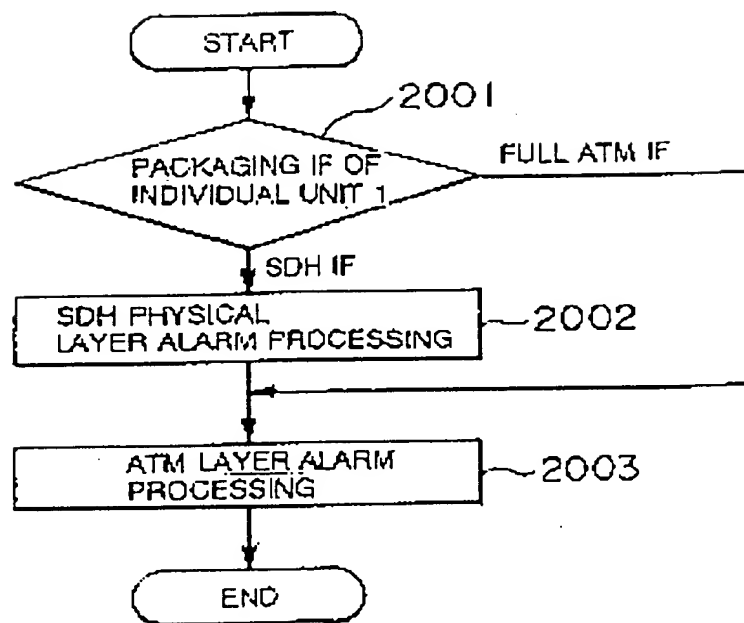 START
2001
PACKAGING IF OF
INDIVIDUAL UNIT 1
FULL ATM IF
SDH IF
SDH PHYSICAL
LAYER ALARM PROCESSING
2002
ATM LAYER ALARM
PROCESSING
2003
END